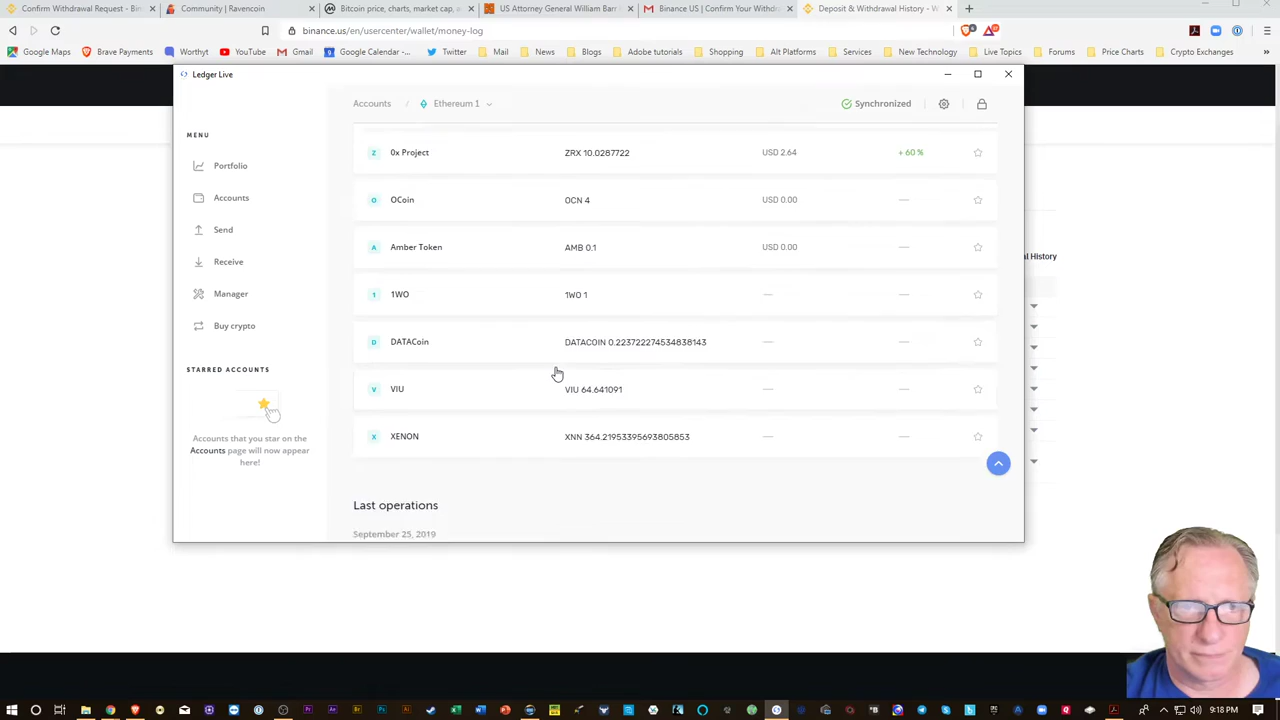 Confirm Withdrawal Request - Bin
Community | Ravencoin
Bitcoin price, charts, market cap, a
US Attorney General William Barr
Binance US | Confirm Your Withdra
Deposit & Withdrawal History -
binance.us/en/usercenter/wallet/money-log
Google Maps
Brave Payments
Worthyt
YouTube
Gmail
Google Calendar -...
Twitter
Mail
News
Blogs
Adobe tutorials
Shopping
Alt Platforms
Services
New Technology
Live Topics
Forums
Price Charts
Crypto Exchanges
Ledger Live
Accounts / Ethereum 1
Synchronized
MENU
Portfolio
Accounts
Send
Receive
Manager
Buy crypto
STARRED ACCOUNTS
Accounts that you star on the
Accounts page will now appear
here!
Z 0x Project ZRX 10.0287722 USD 2.64 + 60 %
O OCoin OCN 4 USD 0.00 —
A Amber Token AMB 0.1 USD 0.00 —
1 1WO 1WO 1 — —
D DATACoin DATACOIN 0.223722274534838143 — —
V VIU VIU 64.641091 — —
X XENON XNN 364.21953395693805853 — —
Last operations
September 25, 2019
al History
9:18 PM